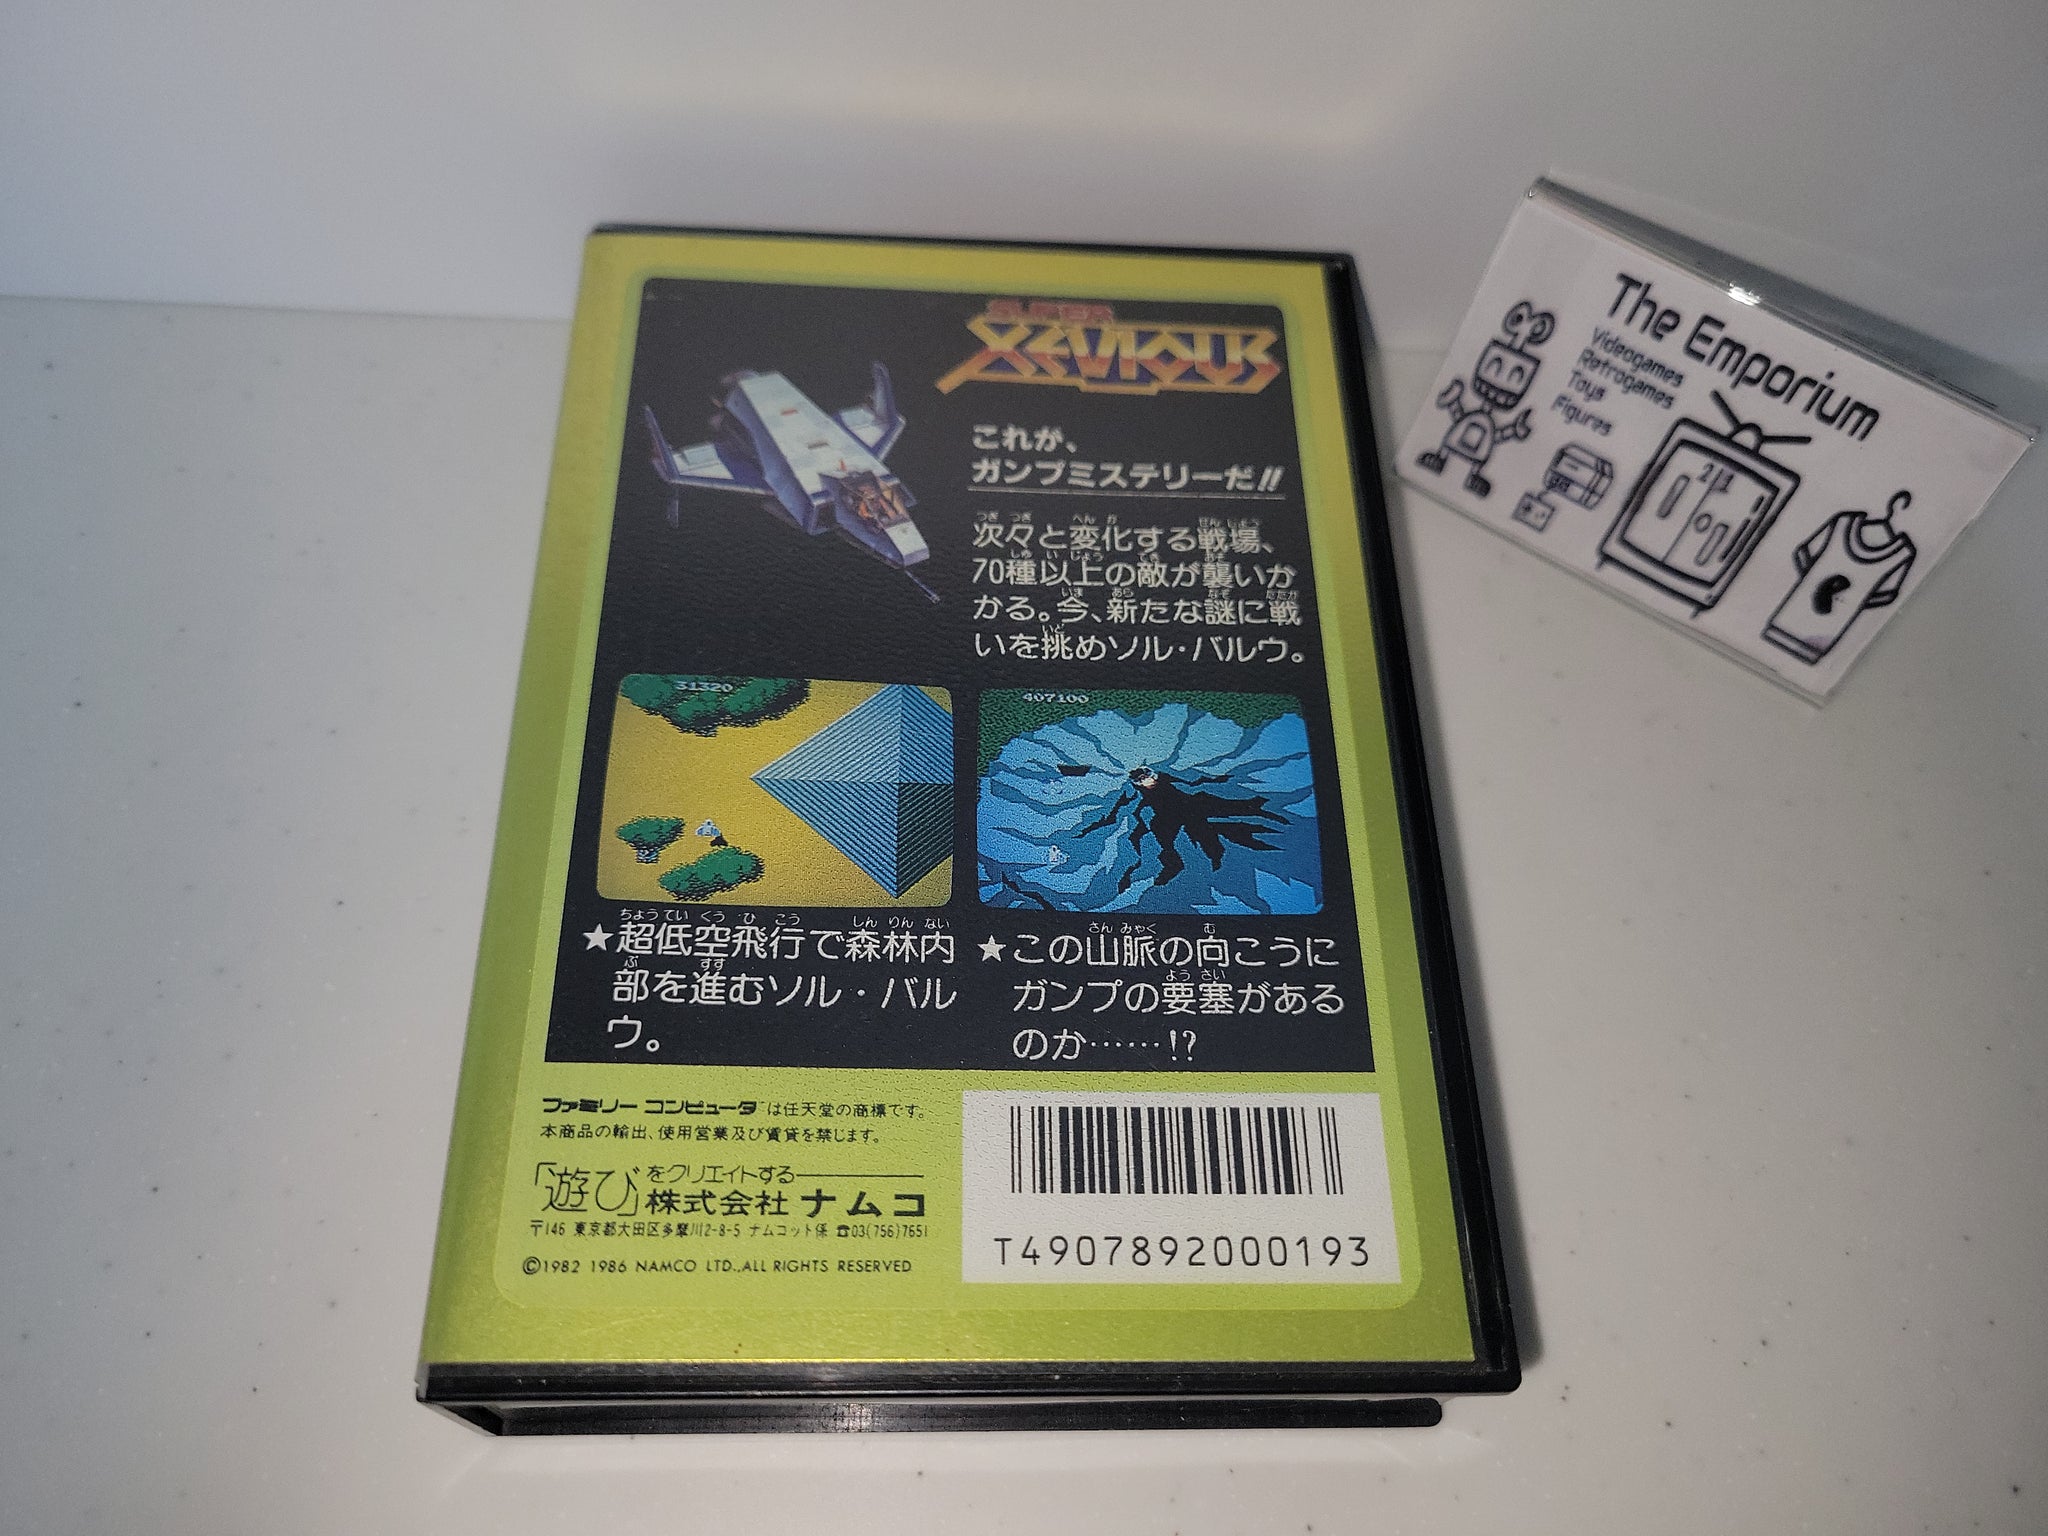 SUPER
XEVIOUS
これが、
ガンプミステリーだ!!
次々と変化する戦場、
70種以上の敵が襲いか
かる。今、新たな謎に戦
いを挑めソル・バルウ。
31320
407100
★超低空飛行で森林内
部を進むソル・バル
ウ。
★この山脈の向こうに
ガンプの要塞がある
のか……!?
ファミリーコンピュータ™は任天堂の商標です。
本商品の輸出、使用営業及び賃貸を禁じます。
「遊び」をクリエイトする
株式会社ナムコ
〒146 東京都大田区多摩川2-8-5 ナムコット係 ☎03(756)7651
©1982 1986 NAMCO LTD.,ALL RIGHTS RESERVED
T4907892000193
The Emporium
Videogames
Retrogames
Toys
Figures
21